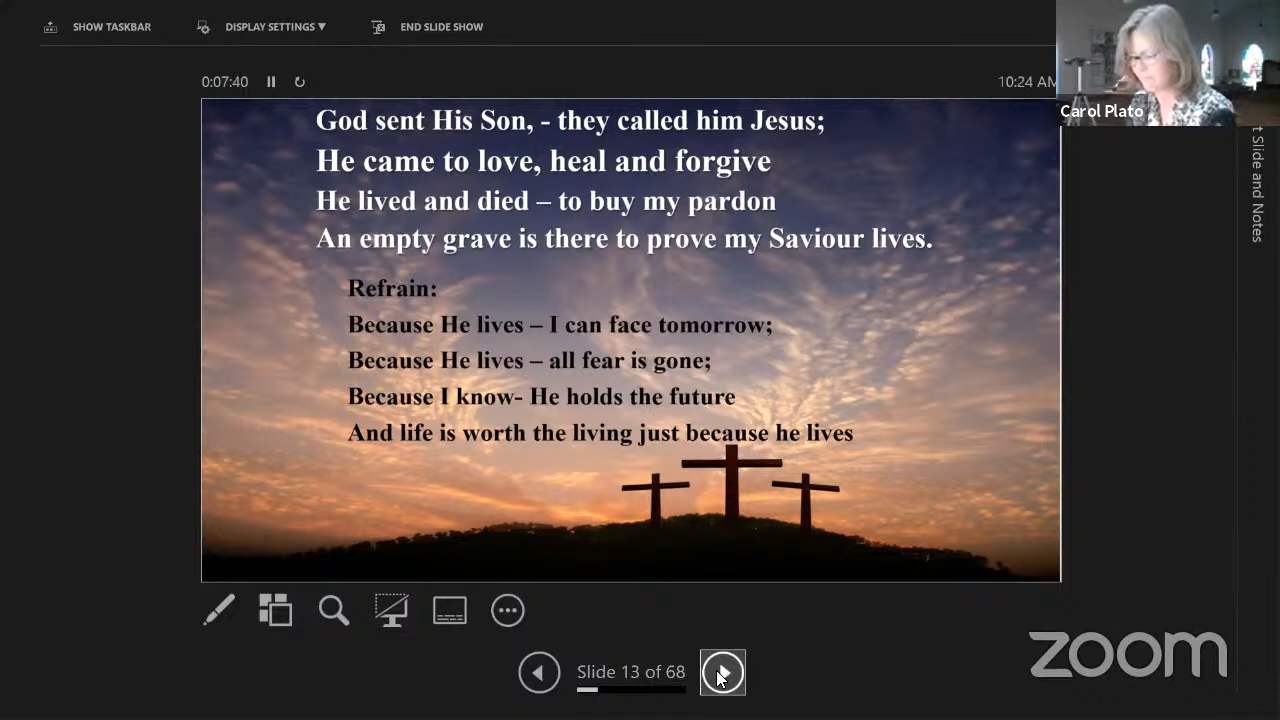 SHOW TASKBAR
DISPLAY SETTINGS ▼
END SLIDE SHOW
0:07:40
10:24 AM
Carol Plato
God sent His Son, - they called him Jesus;
He came to love, heal and forgive
He lived and died – to buy my pardon
An empty grave is there to prove my Saviour lives.
Refrain:
Because He lives – I can face tomorrow;
Because He lives – all fear is gone;
Because I know- He holds the future
And life is worth the living just because he lives
Slide and Notes
Slide 13 of 68
zoom